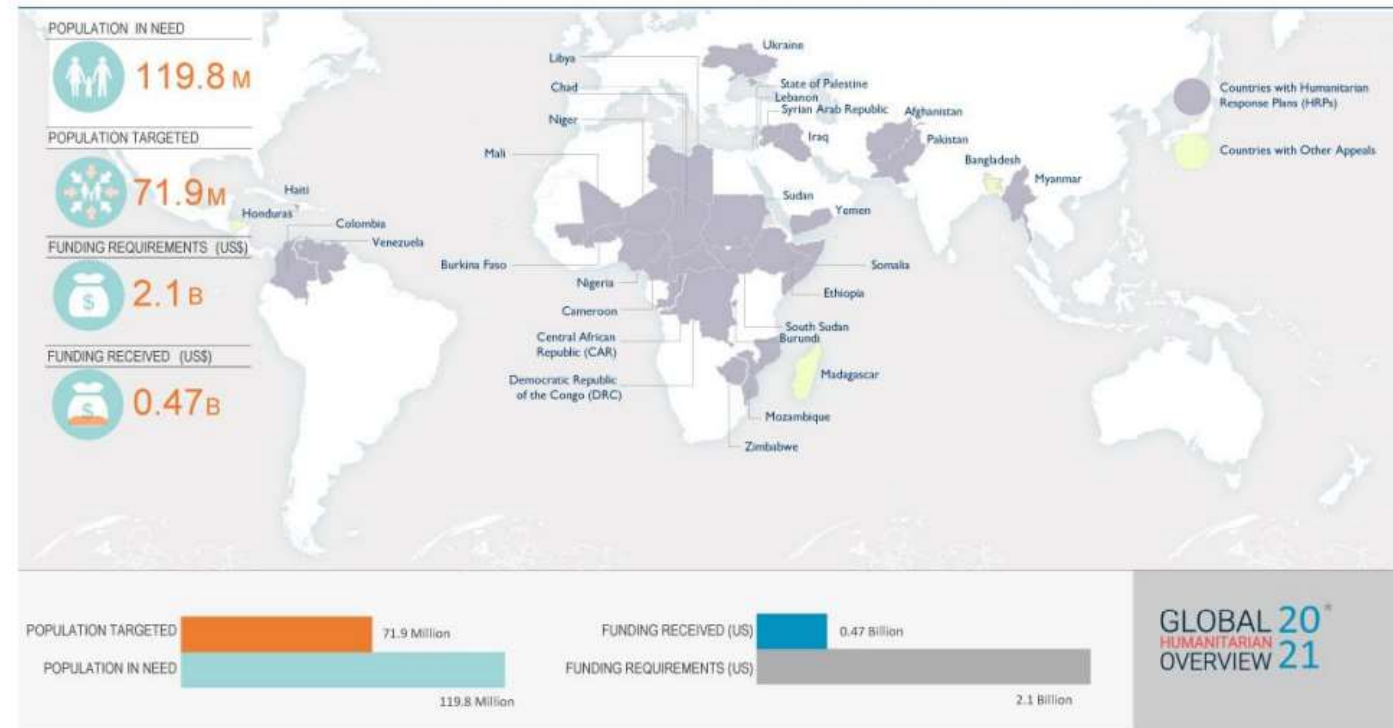 POPULATION IN NEED
119.8 M
POPULATION TARGETED
71.9 M
FUNDING REQUIREMENTS (US$)
$
2.1 B
FUNDING RECEIVED (US$)
$
0.47 B
Haiti
Honduras
Colombia
Venezuela
Libya
Chad
Niger
Mali
Burkina Faso
Nigeria
Cameroon
Central African
Republic (CAR)
Democratic Republic
of the Congo (DRC)
Ukraine
State of Palestine
Lebanon
Syrian Arab Republic
Iraq
Afghanistan
Pakistan
Bangladesh
Myanmar
Sudan
Yemen
Somalia
Ethiopia
South Sudan
Burundi
Madagascar
Mozambique
Zimbabwe
Countries with Humanitarian
Response Plans (HRPs)
Countries with Other Appeals
POPULATION TARGETED
71.9 Million
POPULATION IN NEED
119.8 Million
FUNDING RECEIVED (US)
0.47 Billion
FUNDING REQUIREMENTS (US)
2.1 Billion
GLOBAL 20*
HUMANITARIAN
OVERVIEW 21